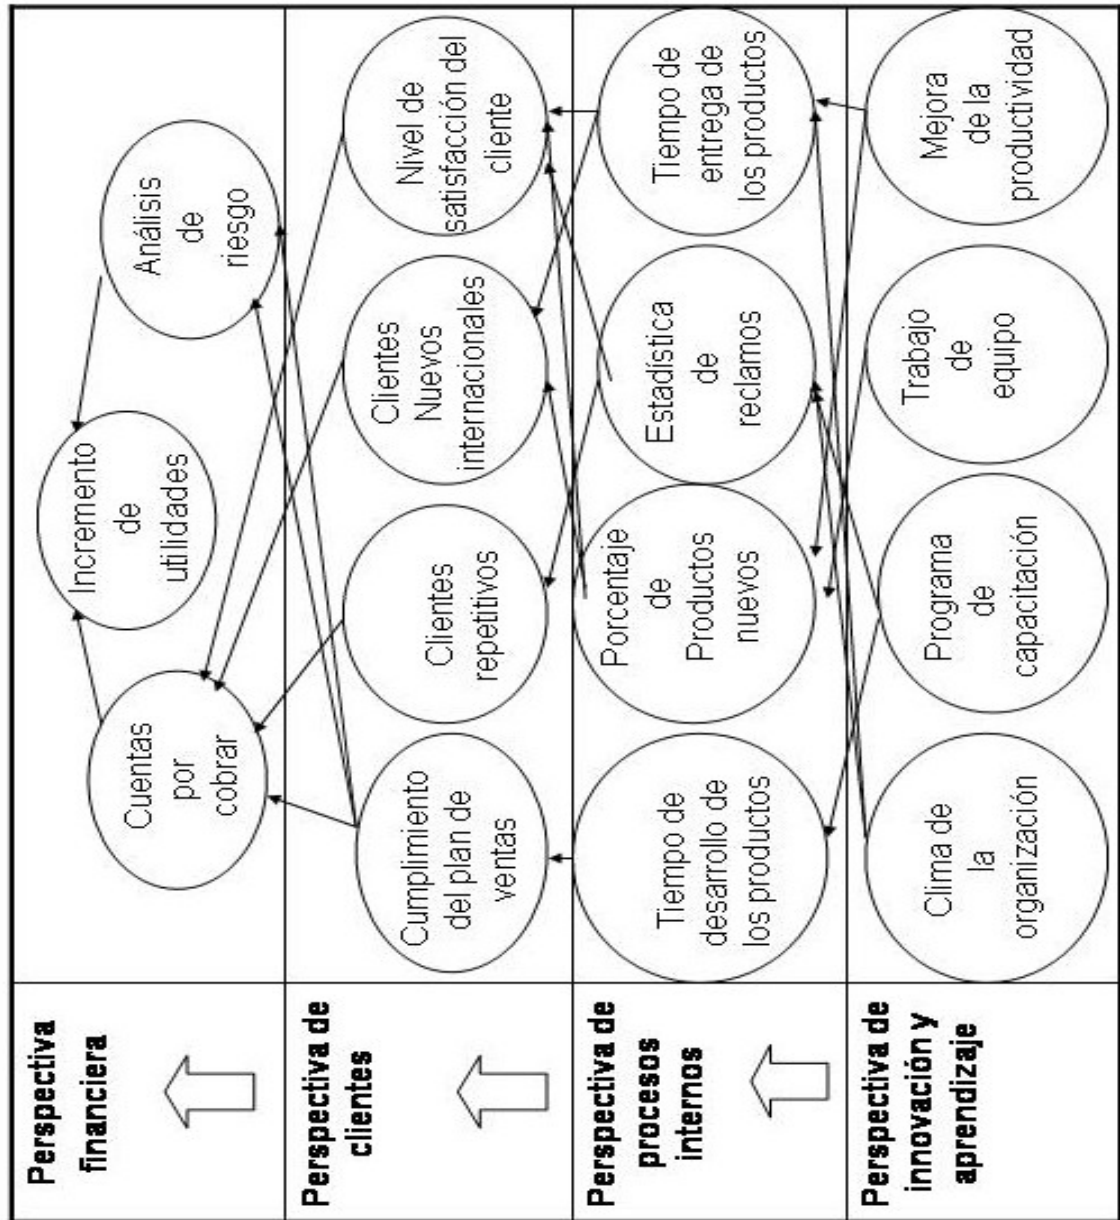 Perspectiva
financiera
Cuentas
por
cobrar
Incremento
de
utilidades
Análisis
de
riesgo
Perspectiva de
clientes
Cumplimiento
del plan de
ventas
Clientes
repetitivos
Clientes
Nuevos
internacionales
Nivel de
satisfacción del
cliente
Perspectiva de
procesos
internos
Tiempo de
desarrollo de
los productos
Porcentaje
de
Productos
nuevos
Estadística
de
reclamos
Tiempo de
entrega de
los productos
Perspectiva de
innovación y
aprendizaje
Clima de
la
organización
Programa
de
capacitación
Trabajo
de
equipo
Mejora
de la
productividad